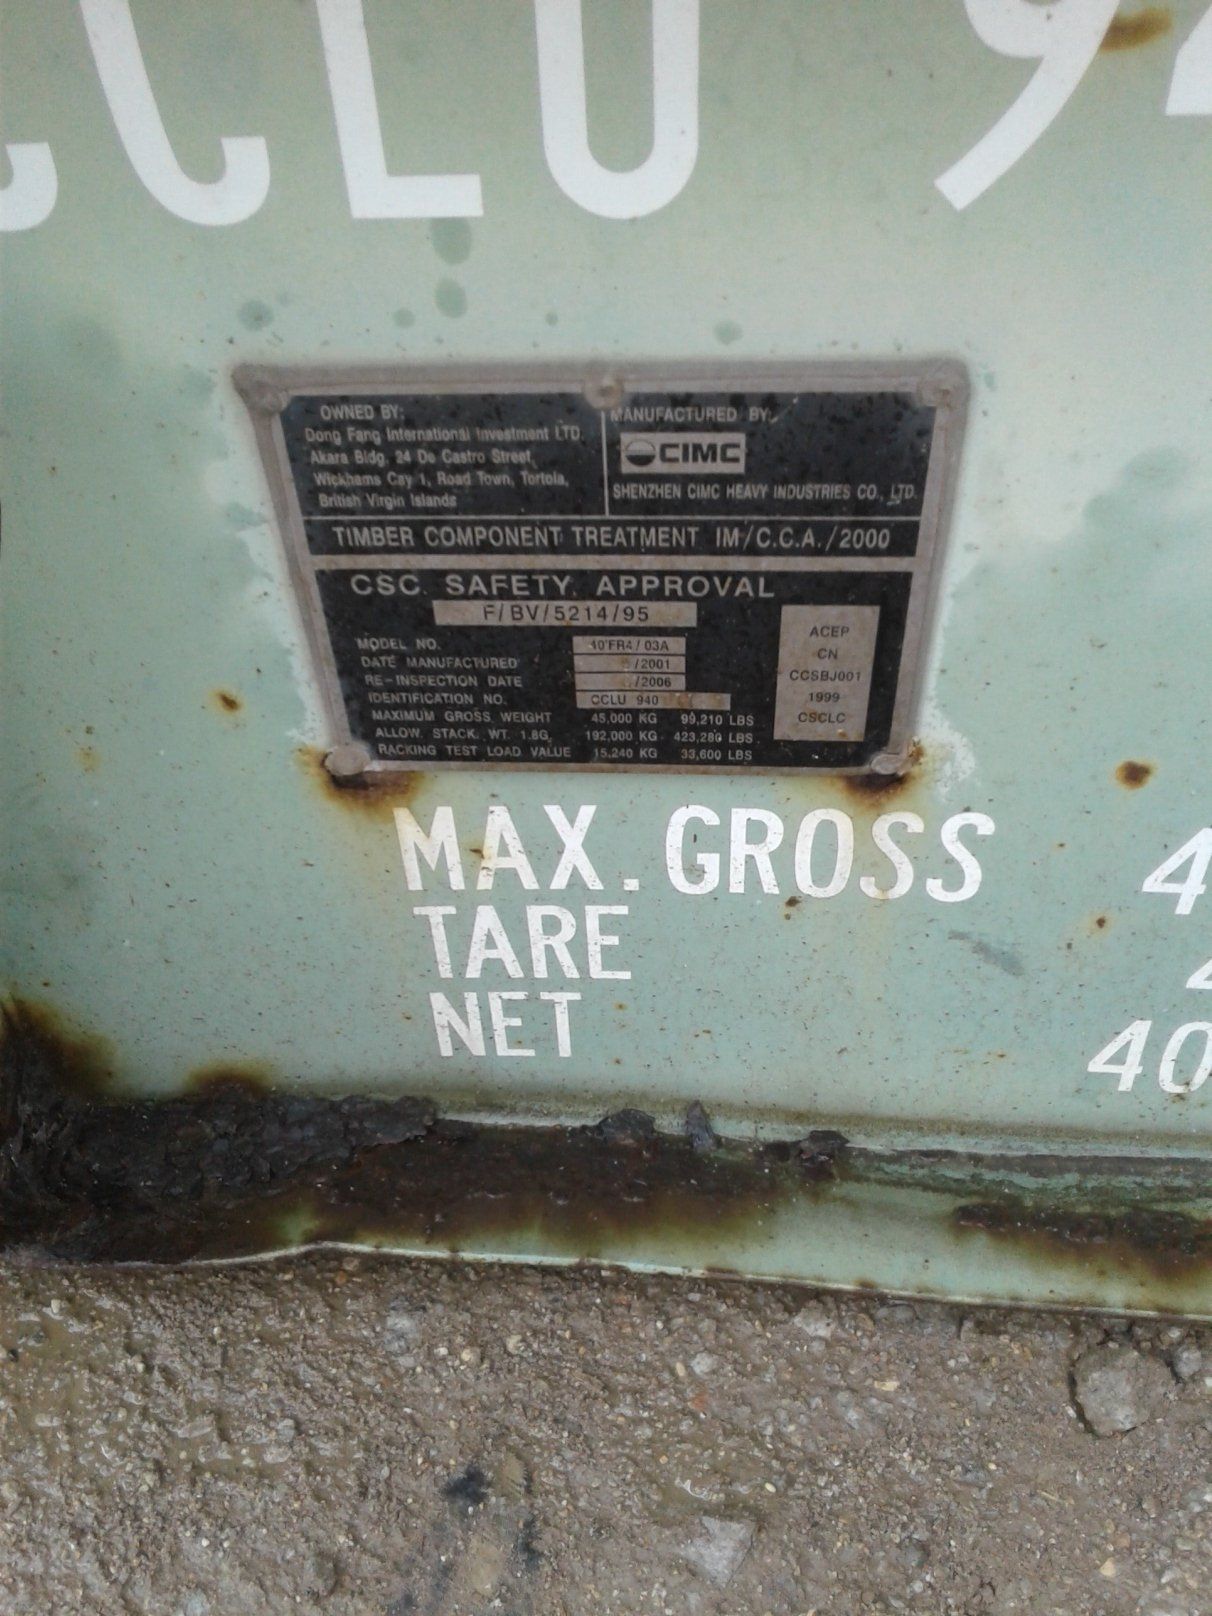 CCLU 94
OWNED BY:
Dong Fang International Investment LTD.
Akara Bldg. 24 De Castro Street,
Wickhams Cay 1, Road Town, Tortola,
British Virgin Islands
MANUFACTURED BY:
CIMC
SHENZHEN CIMC HEAVY INDUSTRIES CO., LTD.
TIMBER COMPONENT TREATMENT IM/C.C.A./2000
CSC SAFETY APPROVAL
F/BV/5214/95
MODEL NO. 40'FR4/03A
DATE MANUFACTURED /2001
RE-INSPECTION DATE /2006
IDENTIFICATION NO. CCLU 940
MAXIMUM GROSS WEIGHT 45,000 KG 99,210 LBS
ALLOW. STACK. WT. 1.8G. 192,000 KG 423,280 LBS
RACKING TEST LOAD VALUE 15,240 KG 33,600 LBS
ACEP
CN
CCSBJ001
1999
CSCLC
MAX. GROSS 4
TARE
NET 40